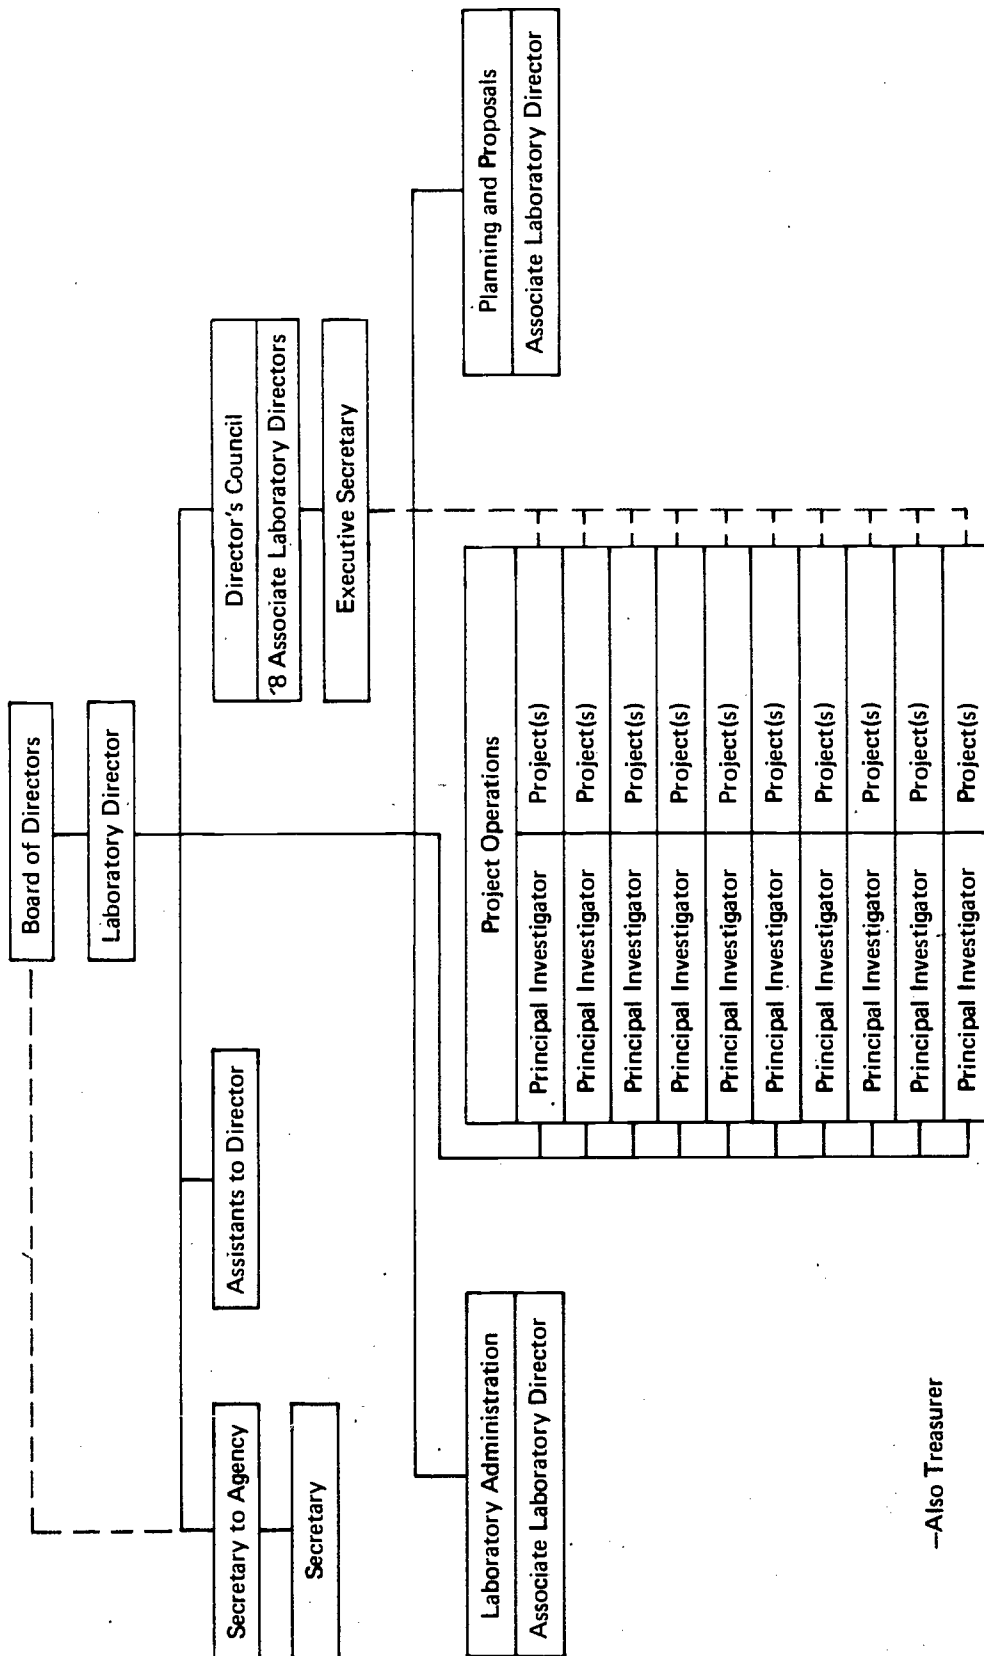 Board of Directors
Laboratory Director
Secretary to Agency
Secretary
Assistants to Director
Director's Council
8 Associate Laboratory Directors
Executive Secretary
Laboratory Administration
Associate Laboratory Director
Project Operations
Principal Investigator Project(s)
Principal Investigator Project(s)
Principal Investigator Project(s)
Principal Investigator Project(s)
Principal Investigator Project(s)
Principal Investigator Project(s)
Principal Investigator Project(s)
Principal Investigator Project(s)
Principal Investigator Project(s)
Principal Investigator Project(s)
Planning and Proposals
Associate Laboratory Director
—Also Treasurer